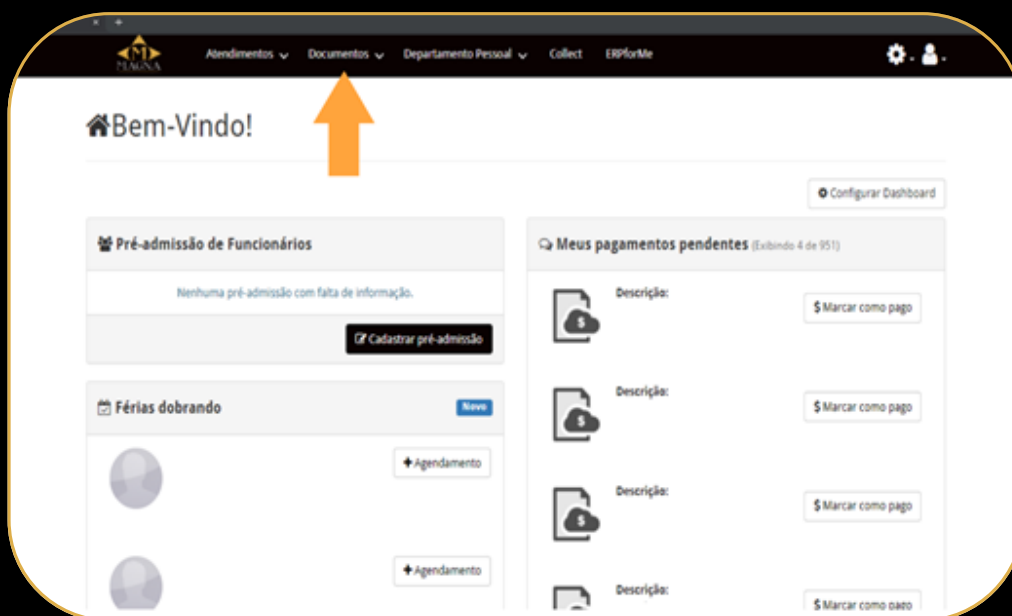 MAGNA
Atendimentos Documentos Departamento Pessoal Collect ERPforMe
Bem-Vindo!
Configurar Dashboard
Pré-admissão de Funcionários
Nenhuma pré-admissão com falta de informação.
Cadastrar pré-admissão
Férias dobrando Novo
+Agendamento
+Agendamento
Meus pagamentos pendentes (Exibindo 4 de 951)
Descrição:
$ Marcar como pago
Descrição:
$ Marcar como pago
Descrição:
$ Marcar como pago
Descrição:
$ Marcar como pago